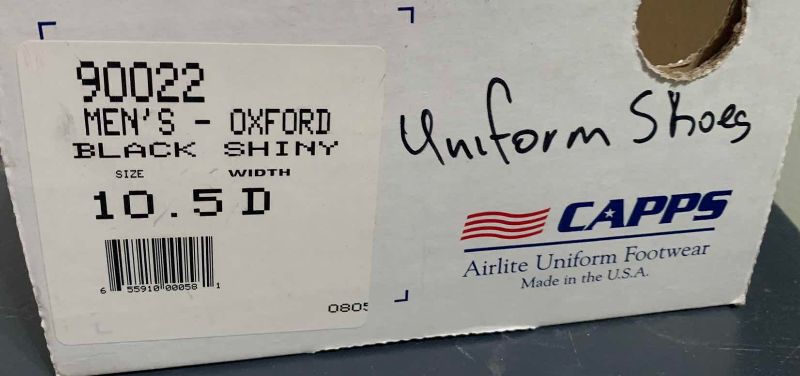 90022
MEN'S - OXFORD
BLACK SHINY
SIZE WIDTH
10.5 D
6 55910 00058 1
0805
Uniform Shoes
CAPPS
Airlite Uniform Footwear
Made in the U.S.A.